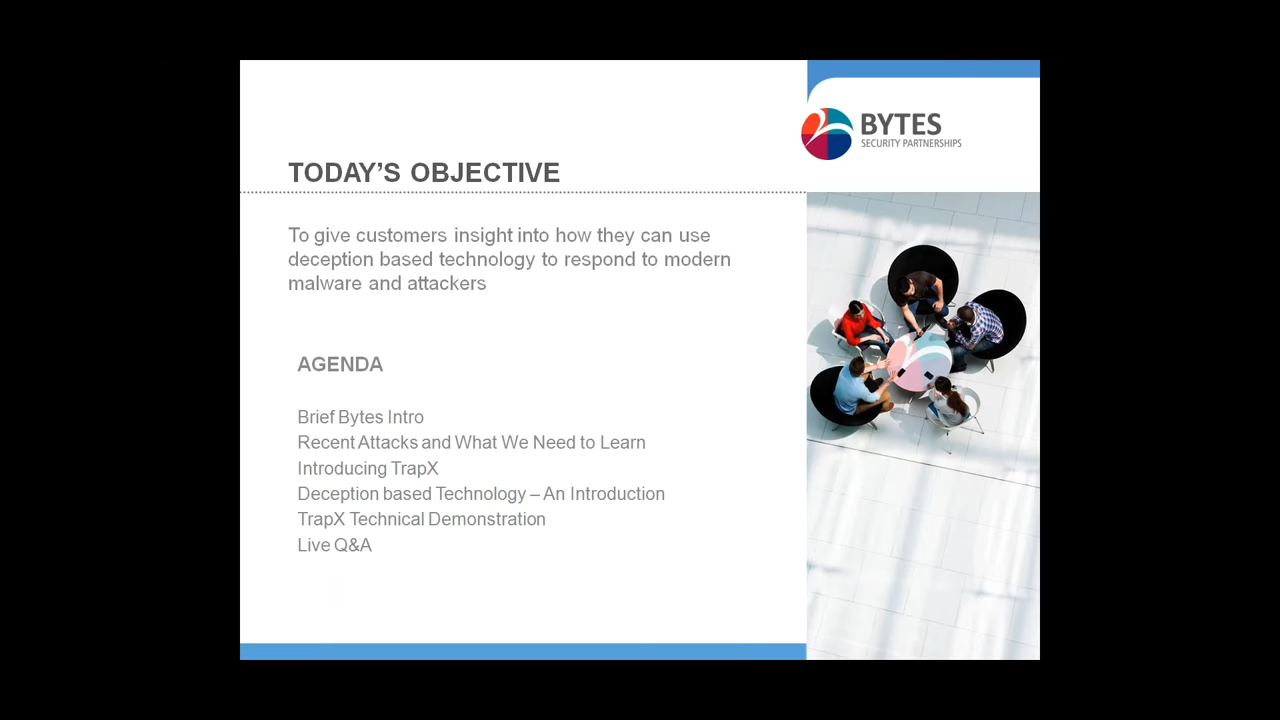 BYTES
SECURITY PARTNERSHIPS
TODAY'S OBJECTIVE
To give customers insight into how they can use
deception based technology to respond to modern
malware and attackers
AGENDA
Brief Bytes Intro
Recent Attacks and What We Need to Learn
Introducing TrapX
Deception based Technology – An Introduction
TrapX Technical Demonstration
Live Q&A